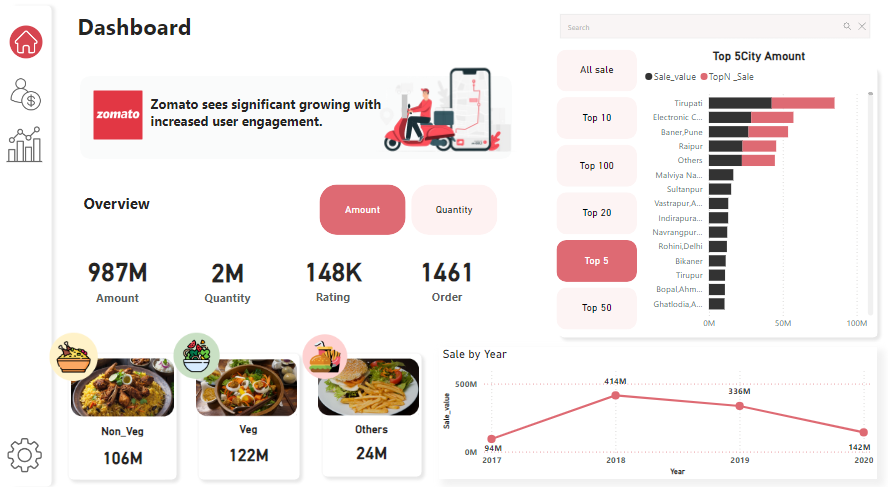 Dashboard
Search
zomato
Zomato sees significant growing with
increased user engagement.
Overview
Amount
Quantity
987M
Amount
2M
Quantity
148K
Rating
1461
Order
Non_Veg
106M
Veg
122M
Others
24M
All sale
Top 10
Top 100
Top 20
Top 5
Top 50
Top 5City Amount
Sale_value
TopN _Sale
Tirupati
Electronic C...
Baner,Pune
Raipur
Others
Malviya Na...
Sultanpur
Vastrapur,A...
Indirapura...
Navrangpur...
Rohini,Delhi
Bikaner
Tirupur
Bopal,Ahm...
Ghatlodia,A...
0M
50M
100M
Sale by Year
Sale_value
500M
0M
94M
414M
336M
142M
2017
2018
2019
2020
Year